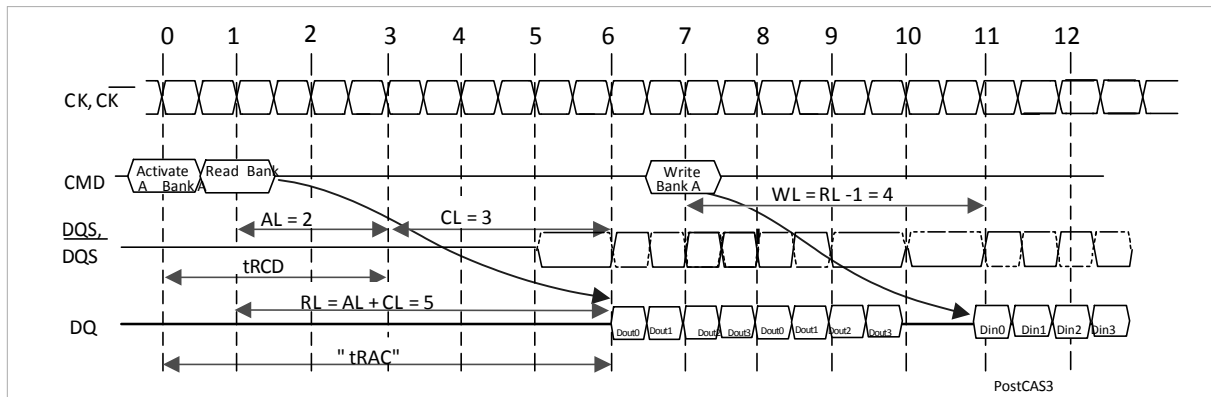 0 1 2 3 4 5 6 7 8 9 10 11 12
CK, CK
CMD
Activate
A Bank A
Read Bank
Write
Bank A
WL = RL -1 = 4
AL = 2
CL = 3
DQS,
DQS
tRCD
RL = AL + CL = 5
DQ
Dout0 Dout1 Dout2 Dout3 Dout0 Dout1 Dout2 Dout3
Din0 Din1 Din2 Din3
" tRAC"
PostCAS3